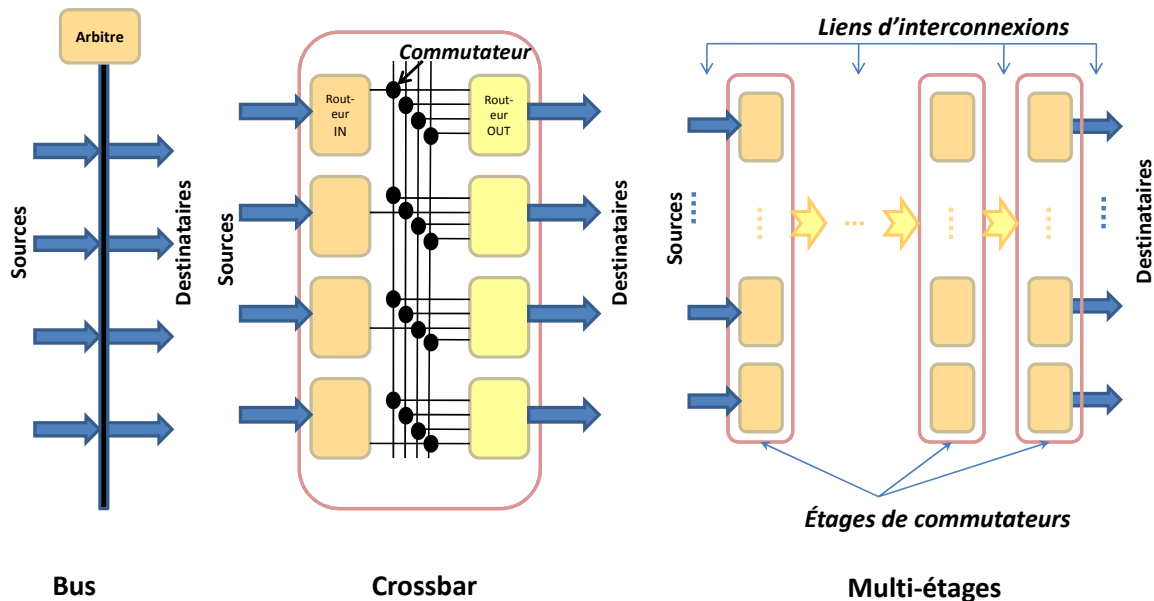 Arbitre
Sources
Destinataires
Bus
Commutateur
Rout-
eur
IN
Rout-
eur
OUT
Sources
Destinataires
Crossbar
Liens d’interconnexions
Sources
Destinataires
Étages de commutateurs
Multi-étages